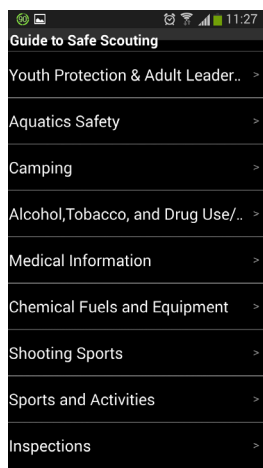 90 11:27
Guide to Safe Scouting
Youth Protection & Adult Leader.. >
Aquatics Safety >
Camping >
Alcohol,Tobacco, and Drug Use/.. >
Medical Information >
Chemical Fuels and Equipment >
Shooting Sports >
Sports and Activities >
Inspections >